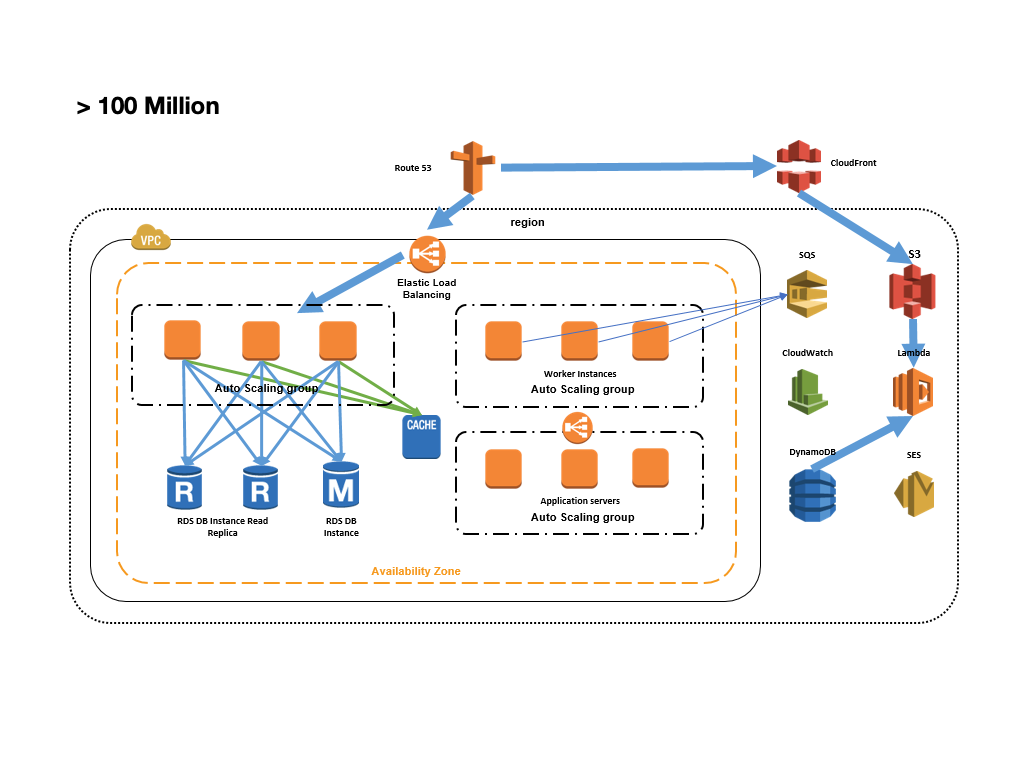 > 100 Million
Route 53
CloudFront
region
VPC
Elastic Load
Balancing
SQS
S3
Auto Scaling group
Worker Instances
Auto Scaling group
CloudWatch
Lambda
CACHE
Application servers
Auto Scaling group
DynamoDB
SES
R
R
M
RDS DB Instance Read
Replica
RDS DB
Instance
Availability Zone